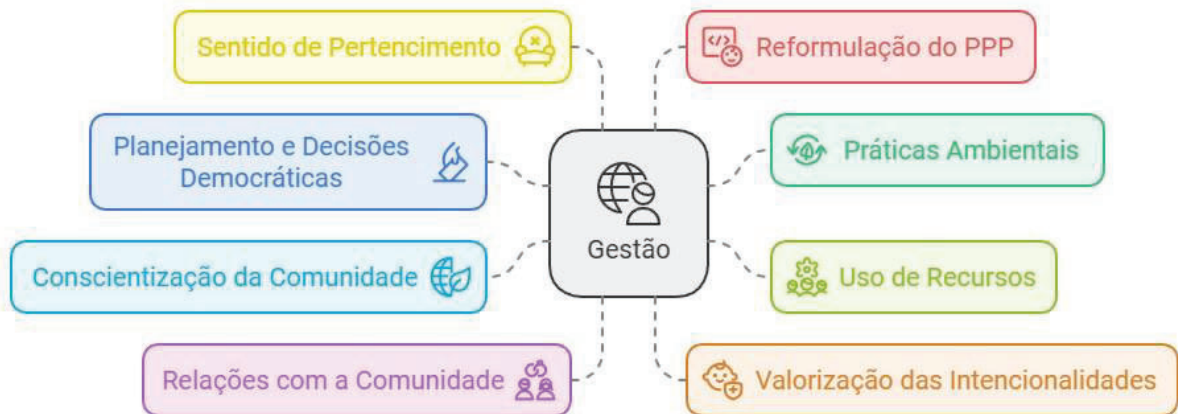 Sentido de Pertencimento
Reformulação do PPP
Planejamento e Decisões
Democráticas
Práticas Ambientais
Gestão
Conscientização da Comunidade
Uso de Recursos
Relações com a Comunidade
Valorização das Intencionalidades